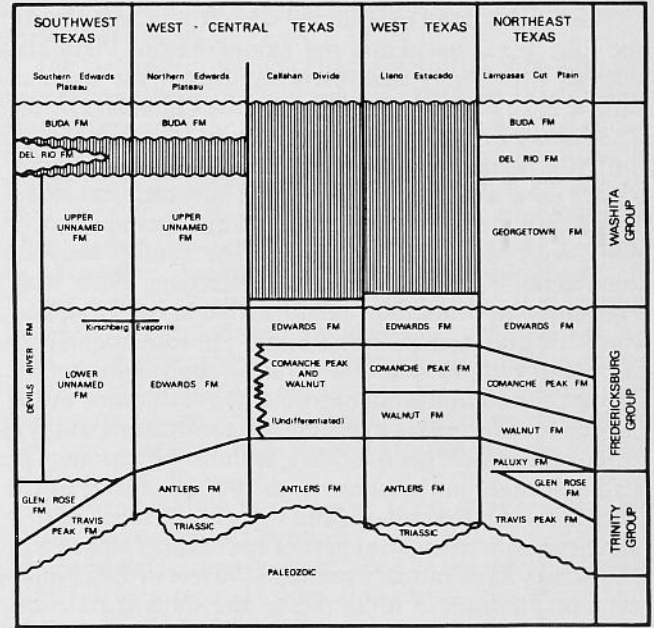 SOUTHWEST TEXAS
WEST - CENTRAL TEXAS
WEST TEXAS
NORTHEAST TEXAS
Southern Edwards Plateau
Northern Edwards Plateau
Callahan Divide
Llano Estacado
Lampasas Cut Plain
BUDA FM
BUDA FM
BUDA FM
DEL RIO FM
DEL RIO FM
UPPER UNNAMED FM
UPPER UNNAMED FM
GEORGETOWN FM
WASHITA GROUP
Kirschberg Evaporite
EDWARDS FM
EDWARDS FM
EDWARDS FM
DEVILS RIVER FM
LOWER UNNAMED FM
EDWARDS FM
COMANCHE PEAK AND WALNUT
(Undifferentiated)
COMANCHE PEAK FM
COMANCHE PEAK FM
WALNUT FM
WALNUT FM
PALUXY FM
FREDERICKSBURG GROUP
GLEN ROSE FM
TRAVIS PEAK FM
ANTLERS FM
ANTLERS FM
ANTLERS FM
GLEN ROSE FM
TRAVIS PEAK FM
TRIASSIC
TRIASSIC
TRINITY GROUP
PALEOZOIC